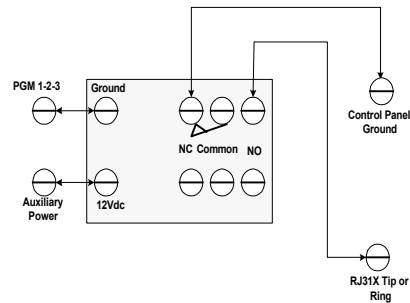 PGM 1-2-3
Ground
Control Panel
Ground
NC Common NO
Auxiliary
Power
12Vdc
RJ31X Tip or
Ring